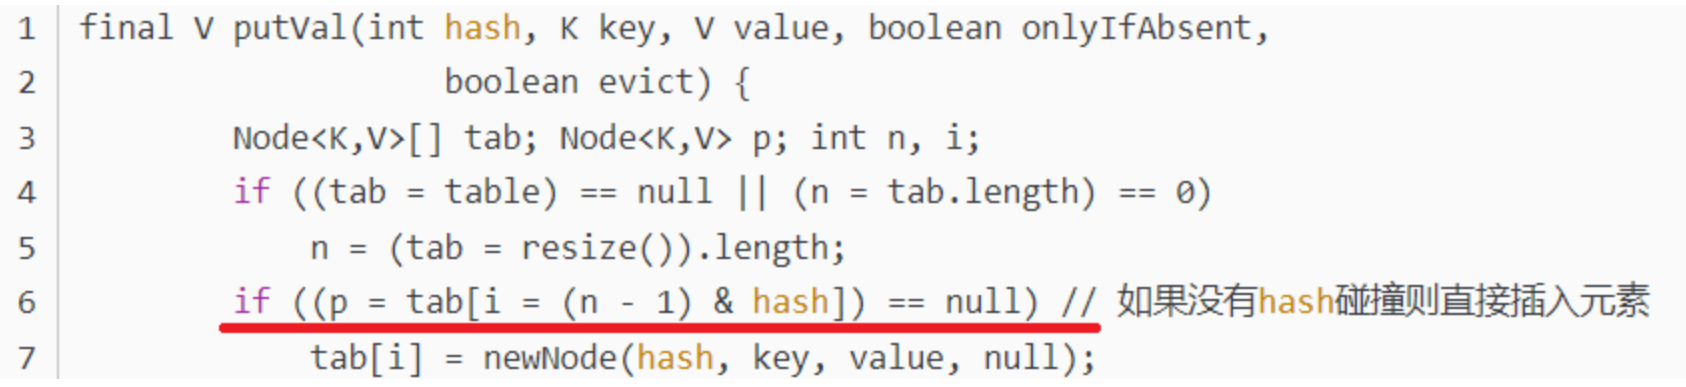 1 final V putVal(int hash, K key, V value, boolean onlyIfAbsent,
2 boolean evict) {
3 Node<K,V>[] tab; Node<K,V> p; int n, i;
4 if ((tab = table) == null || (n = tab.length) == 0)
5 n = (tab = resize()).length;
6 if ((p = tab[i = (n - 1) & hash]) == null) // 如果没有hash碰撞则直接插入元素
7 tab[i] = newNode(hash, key, value, null);